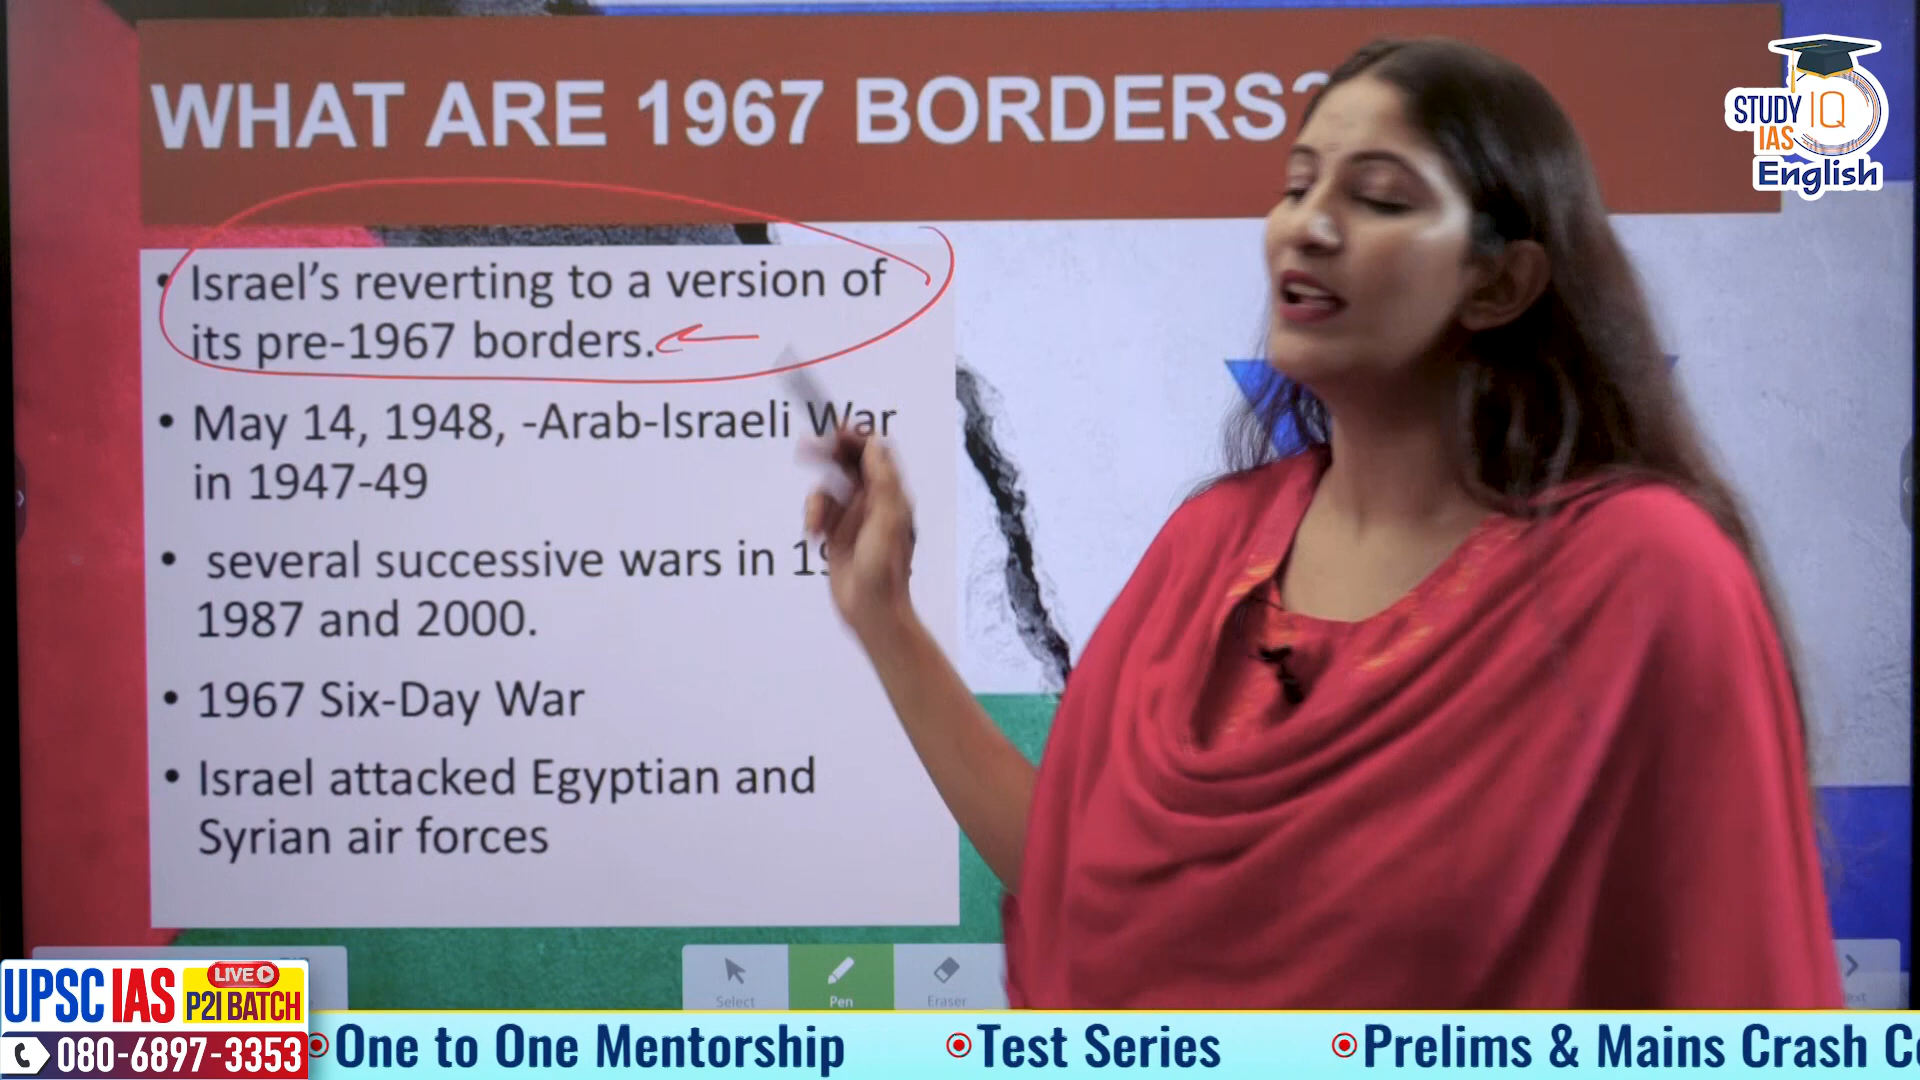 WHAT ARE 1967 BORDERS?
STUDY IQ
IAS
English
• Israel's reverting to a version of
its pre-1967 borders.
• May 14, 1948, -Arab-Israeli War
in 1947-49
• several successive wars in
1987 and 2000.
• 1967 Six-Day War
• Israel attacked Egyptian and
Syrian air forces
Select
Pen
Eraser
UPSC IAS
LIVE
P2I BATCH
080-6897-3353
One to One Mentorship
Test Series
Prelims & Mains Crash